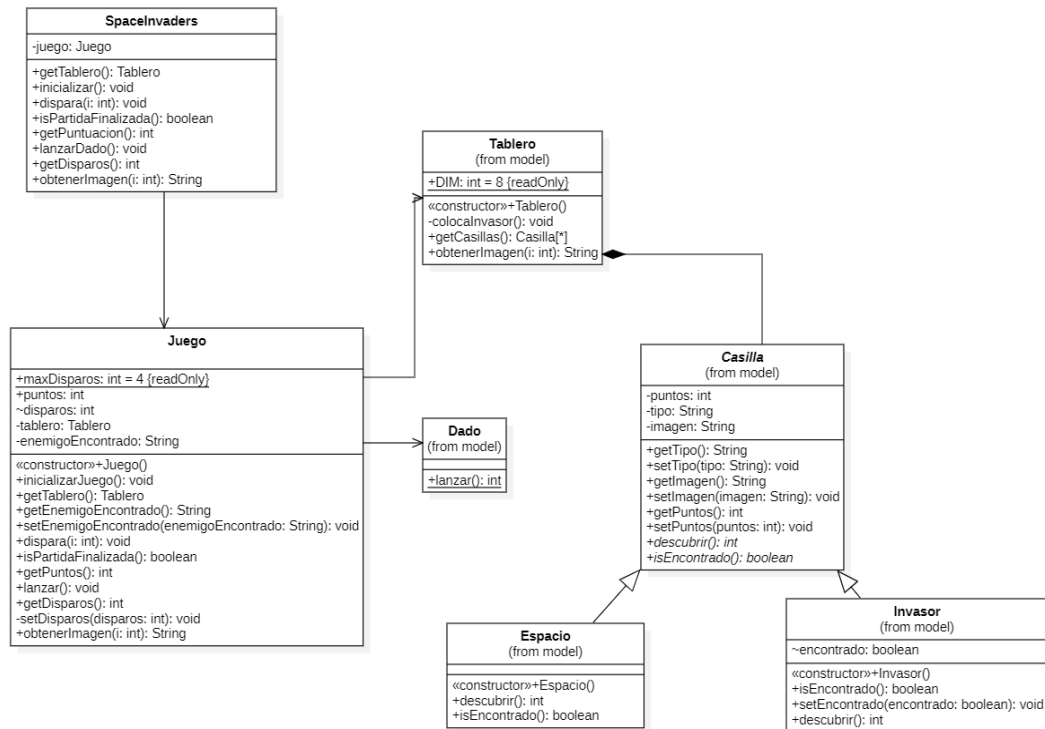 SpaceInvaders
-juego: Juego
+getTablero(): Tablero
+inicializar(): void
+dispara(i: int): void
+isPartidaFinalizada(): boolean
+getPuntuacion(): int
+lanzarDado(): void
+getDisparos(): int
+obtenerImagen(i: int): String
Tablero
(from model)
+DIM: int = 8 {readOnly}
«constructor»+Tablero()
-colocaInvasor(): void
+getCasillas(): Casilla[*]
+obtenerImagen(i: int): String
Juego
+maxDisparos: int = 4 {readOnly}
+puntos: int
~disparos: int
-tablero: Tablero
-enemigoEncontrado: String
«constructor»+Juego()
+inicializarJuego(): void
+getTablero(): Tablero
+getEnemigoEncontrado(): String
+setEnemigoEncontrado(enemigoEncontrado: String): void
+dispara(i: int): void
+isPartidaFinalizada(): boolean
+getPuntos(): int
+lanzar(): void
+getDisparos(): int
-setDisparos(disparos: int): void
+obtenerImagen(i: int): String
Dado
(from model)
+lanzar(): int
Casilla
(from model)
-puntos: int
-tipo: String
-imagen: String
+getTipo(): String
+setTipo(tipo: String): void
+getImagen(): String
+setImagen(imagen: String): void
+getPuntos(): int
+setPuntos(puntos: int): void
+descubrir(): int
+isEncontrado(): boolean
Espacio
(from model)
«constructor»+Espacio()
+descubrir(): int
+isEncontrado(): boolean
Invasor
(from model)
~encontrado: boolean
«constructor»+Invasor()
+isEncontrado(): boolean
+setEncontrado(encontrado: boolean): void
+descubrir(): int